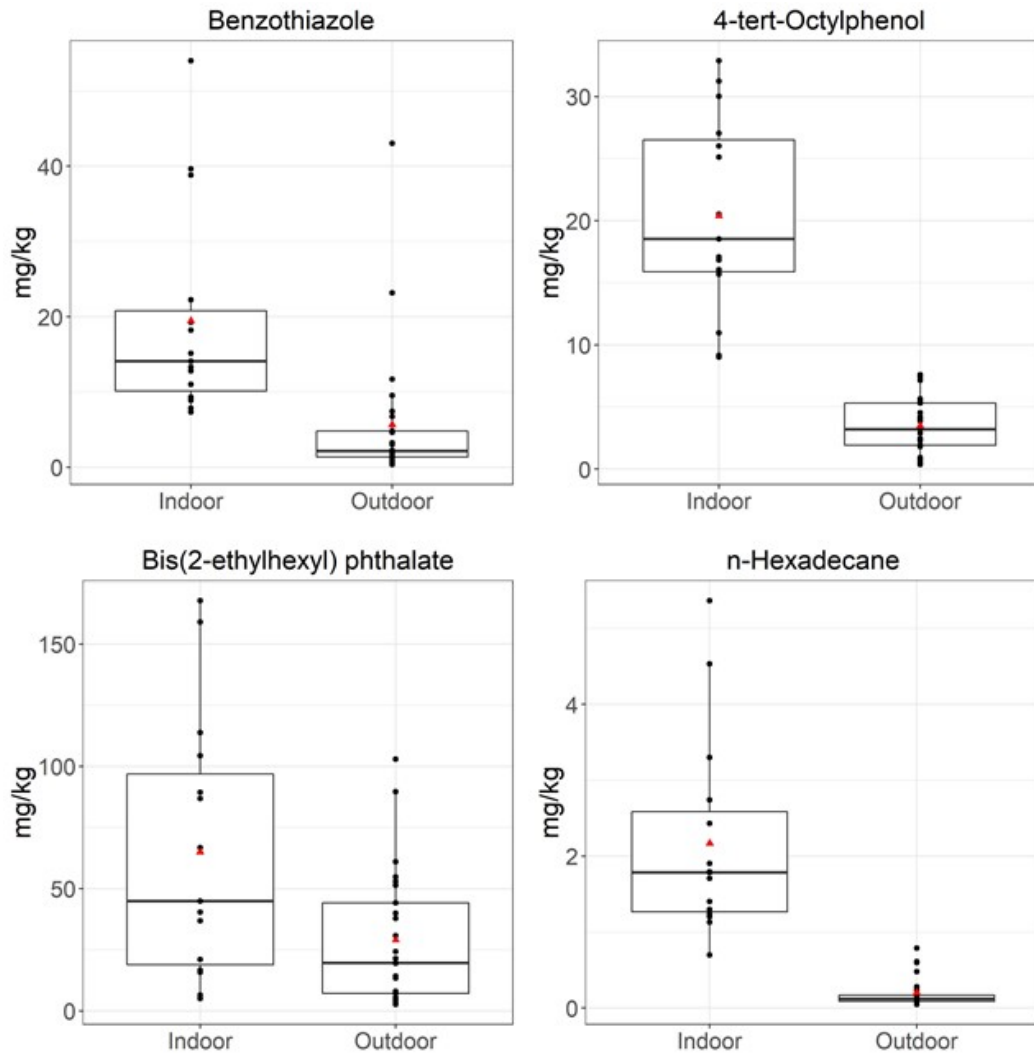 Benzothiazole
mg/kg
40
20
0
Indoor Outdoor
4-tert-Octylphenol
mg/kg
30
20
10
0
Indoor Outdoor
Bis(2-ethylhexyl) phthalate
mg/kg
150
100
50
0
Indoor Outdoor
n-Hexadecane
mg/kg
4
2
0
Indoor Outdoor